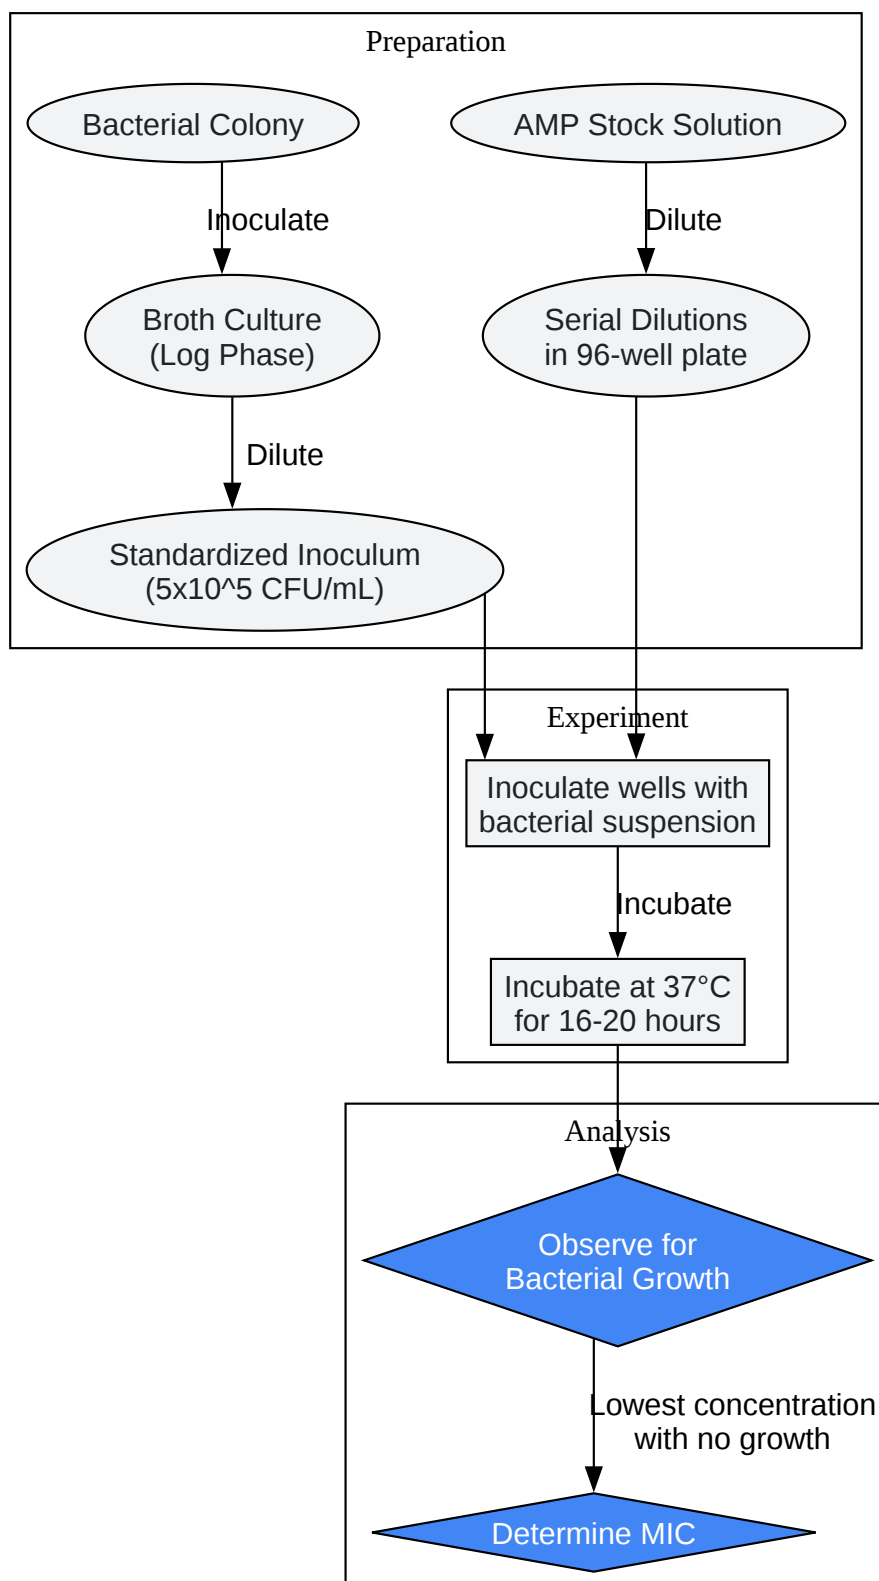 Preparation
Bacterial Colony
AMP Stock Solution
Inoculate
Dilute
Broth Culture
(Log Phase)
Serial Dilutions
in 96-well plate
Dilute
Standardized Inoculum
(5x10^5 CFU/mL)
Experiment
Inoculate wells with
bacterial suspension
Incubate
Incubate at 37°C
for 16-20 hours
Analysis
Observe for
Bacterial Growth
Lowest concentration
with no growth
Determine MIC